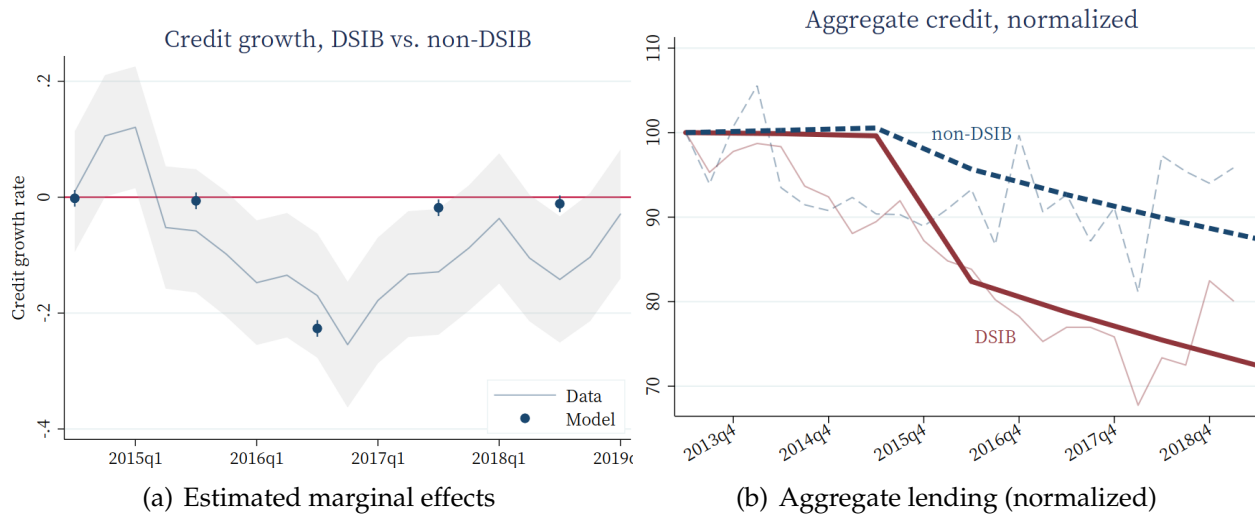 Credit growth, DSIB vs. non-DSIB
Credit growth rate
.2
0
-.2
-.4
2015q1
2016q1
2017q1
2018q1
Data
Model
(a) Estimated marginal effects
Aggregate credit, normalized
110
100
90
80
70
non-DSIB
DSIB
2013q4
2014q4
2015q4
2016q4
2017q4
2018q4
(b) Aggregate lending (normalized)